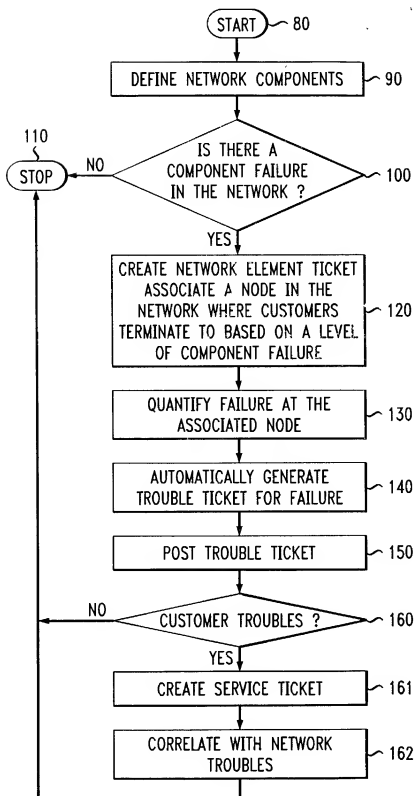 START
80
DEFINE NETWORK COMPONENTS
90
110
STOP
NO
IS THERE A
COMPONENT FAILURE
IN THE NETWORK ?
100
YES
CREATE NETWORK ELEMENT TICKET
ASSOCIATE A NODE IN THE
NETWORK WHERE CUSTOMERS
TERMINATE TO BASED ON A LEVEL
OF COMPONENT FAILURE
120
QUANTIFY FAILURE AT THE
ASSOCIATED NODE
130
AUTOMATICALLY GENERATE
TROUBLE TICKET FOR FAILURE
140
POST TROUBLE TICKET
150
NO
CUSTOMER TROUBLES ?
160
YES
CREATE SERVICE TICKET
161
CORRELATE WITH NETWORK
TROUBLES
162